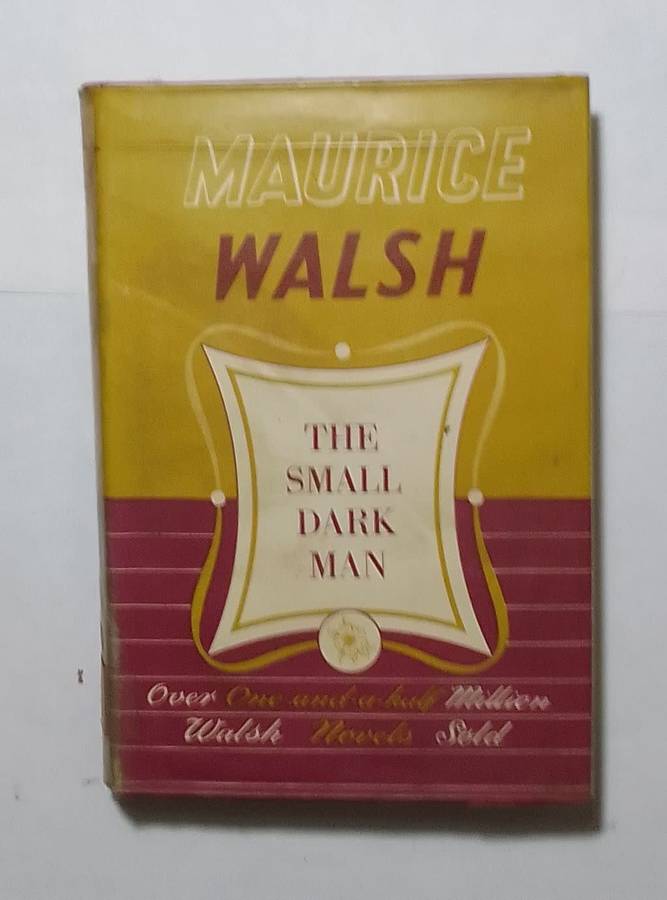 MAURICE
WALSH
THE
SMALL
DARK
MAN
Over One-and-a-half Million
Walsh Novels Sold